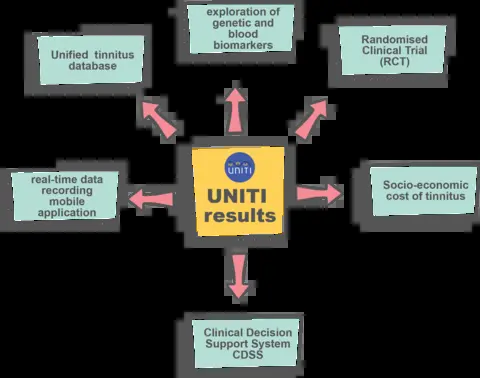 exploration of
genetic and
blood
biomarkers
Randomised
Clinical Trial
(RCT)
Unified tinnitus
database
UNITI
UNITI
results
real-time data
recording
mobile
application
Socio-economic
cost of tinnitus
Clinical Decision
Support System
CDSS